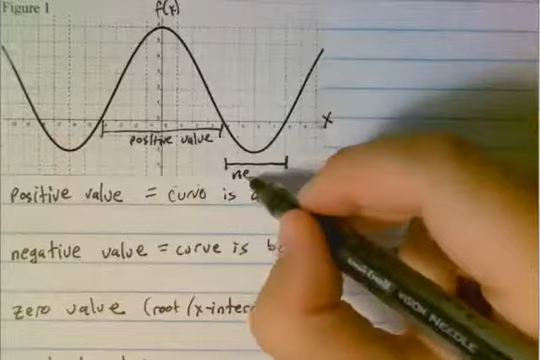 Figure 1
f(x)
x
positive value
ne
positive value = curve is a
negative value = curve is be
zero value (root/x-inter
VISION NEEDLE